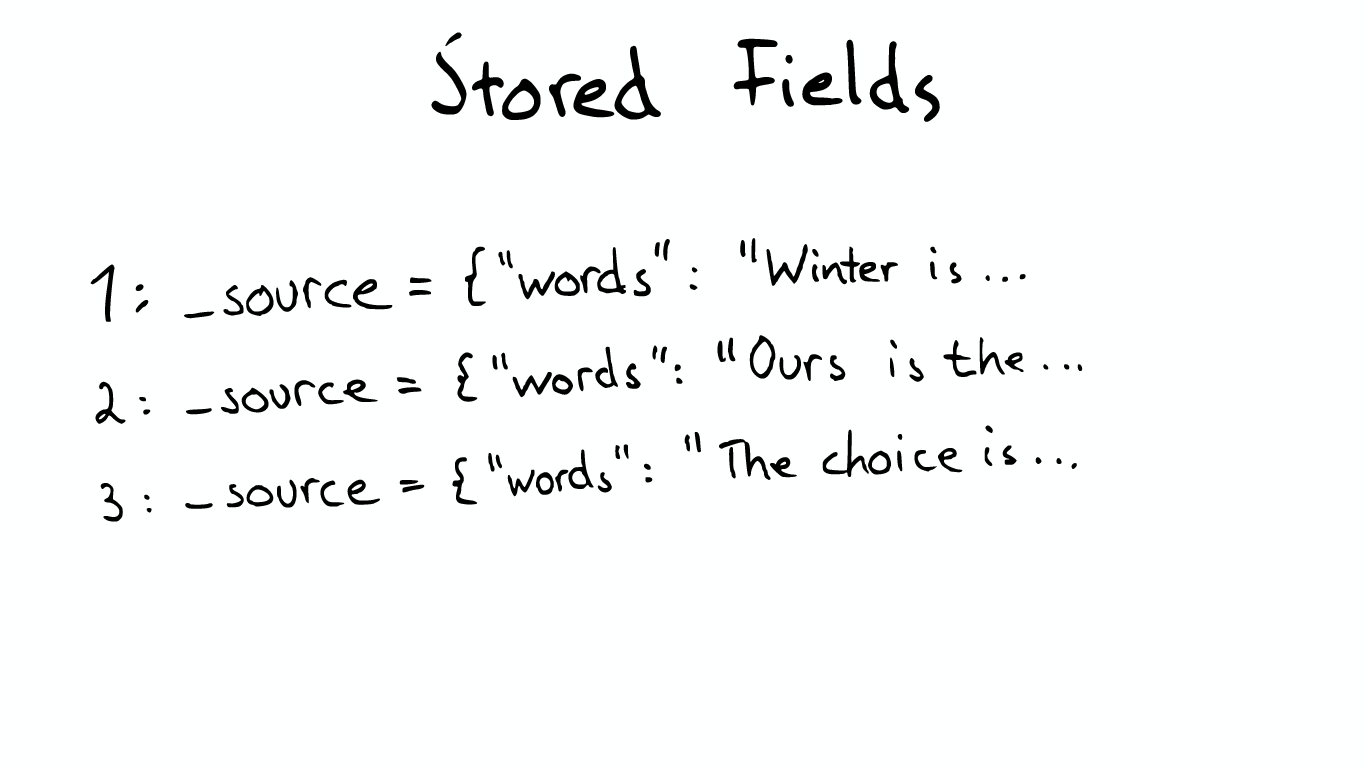 Stored Fields
1: _source = {"words": "Winter is...
2: _source = {"words": "Ours is the...
3: _source = {"words": "The choice is...